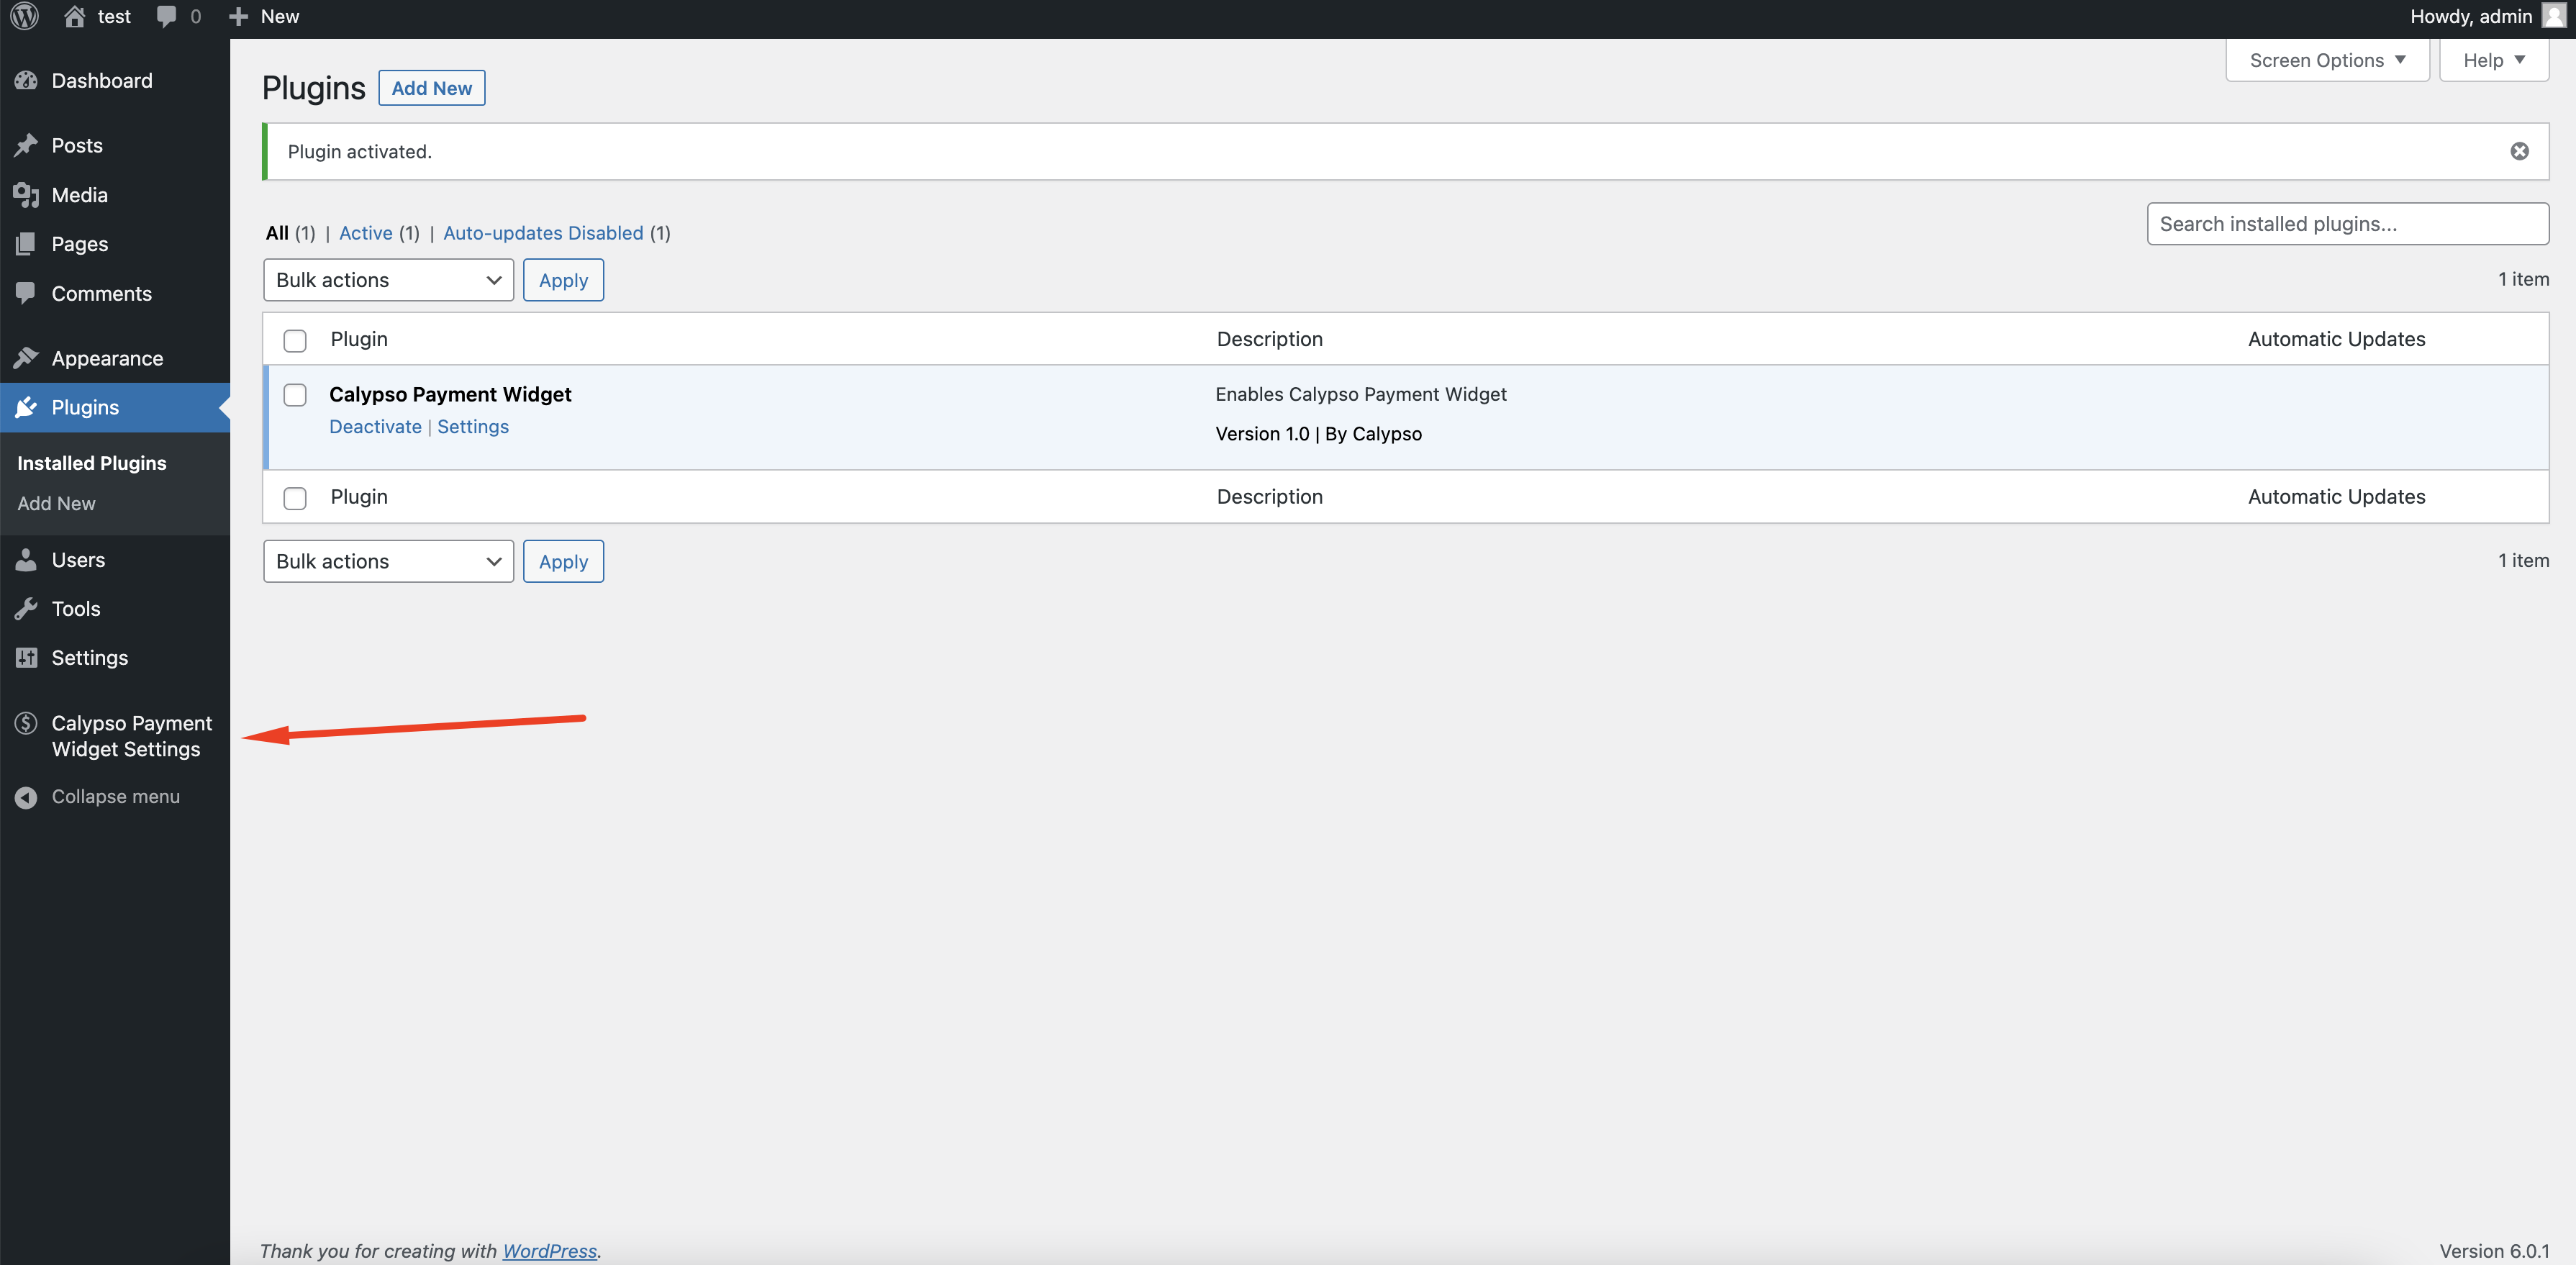 test 0 New Howdy, admin
Dashboard
Posts
Media
Pages
Comments
Appearance
Plugins
Installed Plugins
Add New
Users
Tools
Settings
Calypso Payment
Widget Settings
Collapse menu
Screen Options Help
Plugins Add New
Plugin activated.
All (1) | Active (1) | Auto-updates Disabled (1)
Search installed plugins...
Bulk actions Apply 1 item
Plugin Description Automatic Updates
Calypso Payment Widget Enables Calypso Payment Widget
Deactivate | Settings Version 1.0 | By Calypso
Plugin Description Automatic Updates
Bulk actions Apply 1 item
Thank you for creating with WordPress. Version 6.0.1